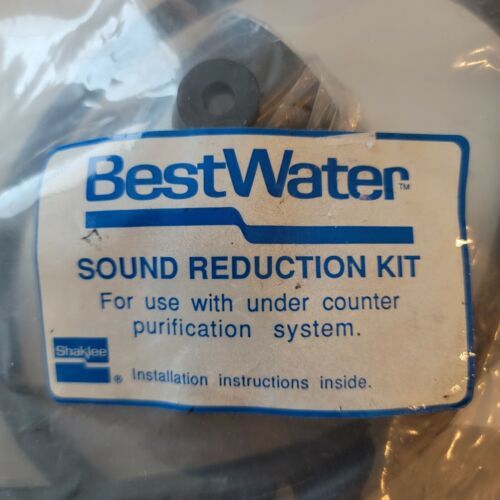 BestWater™
SOUND REDUCTION KIT
For use with under counter
purification system.
Shaklee
® Installation instructions inside.